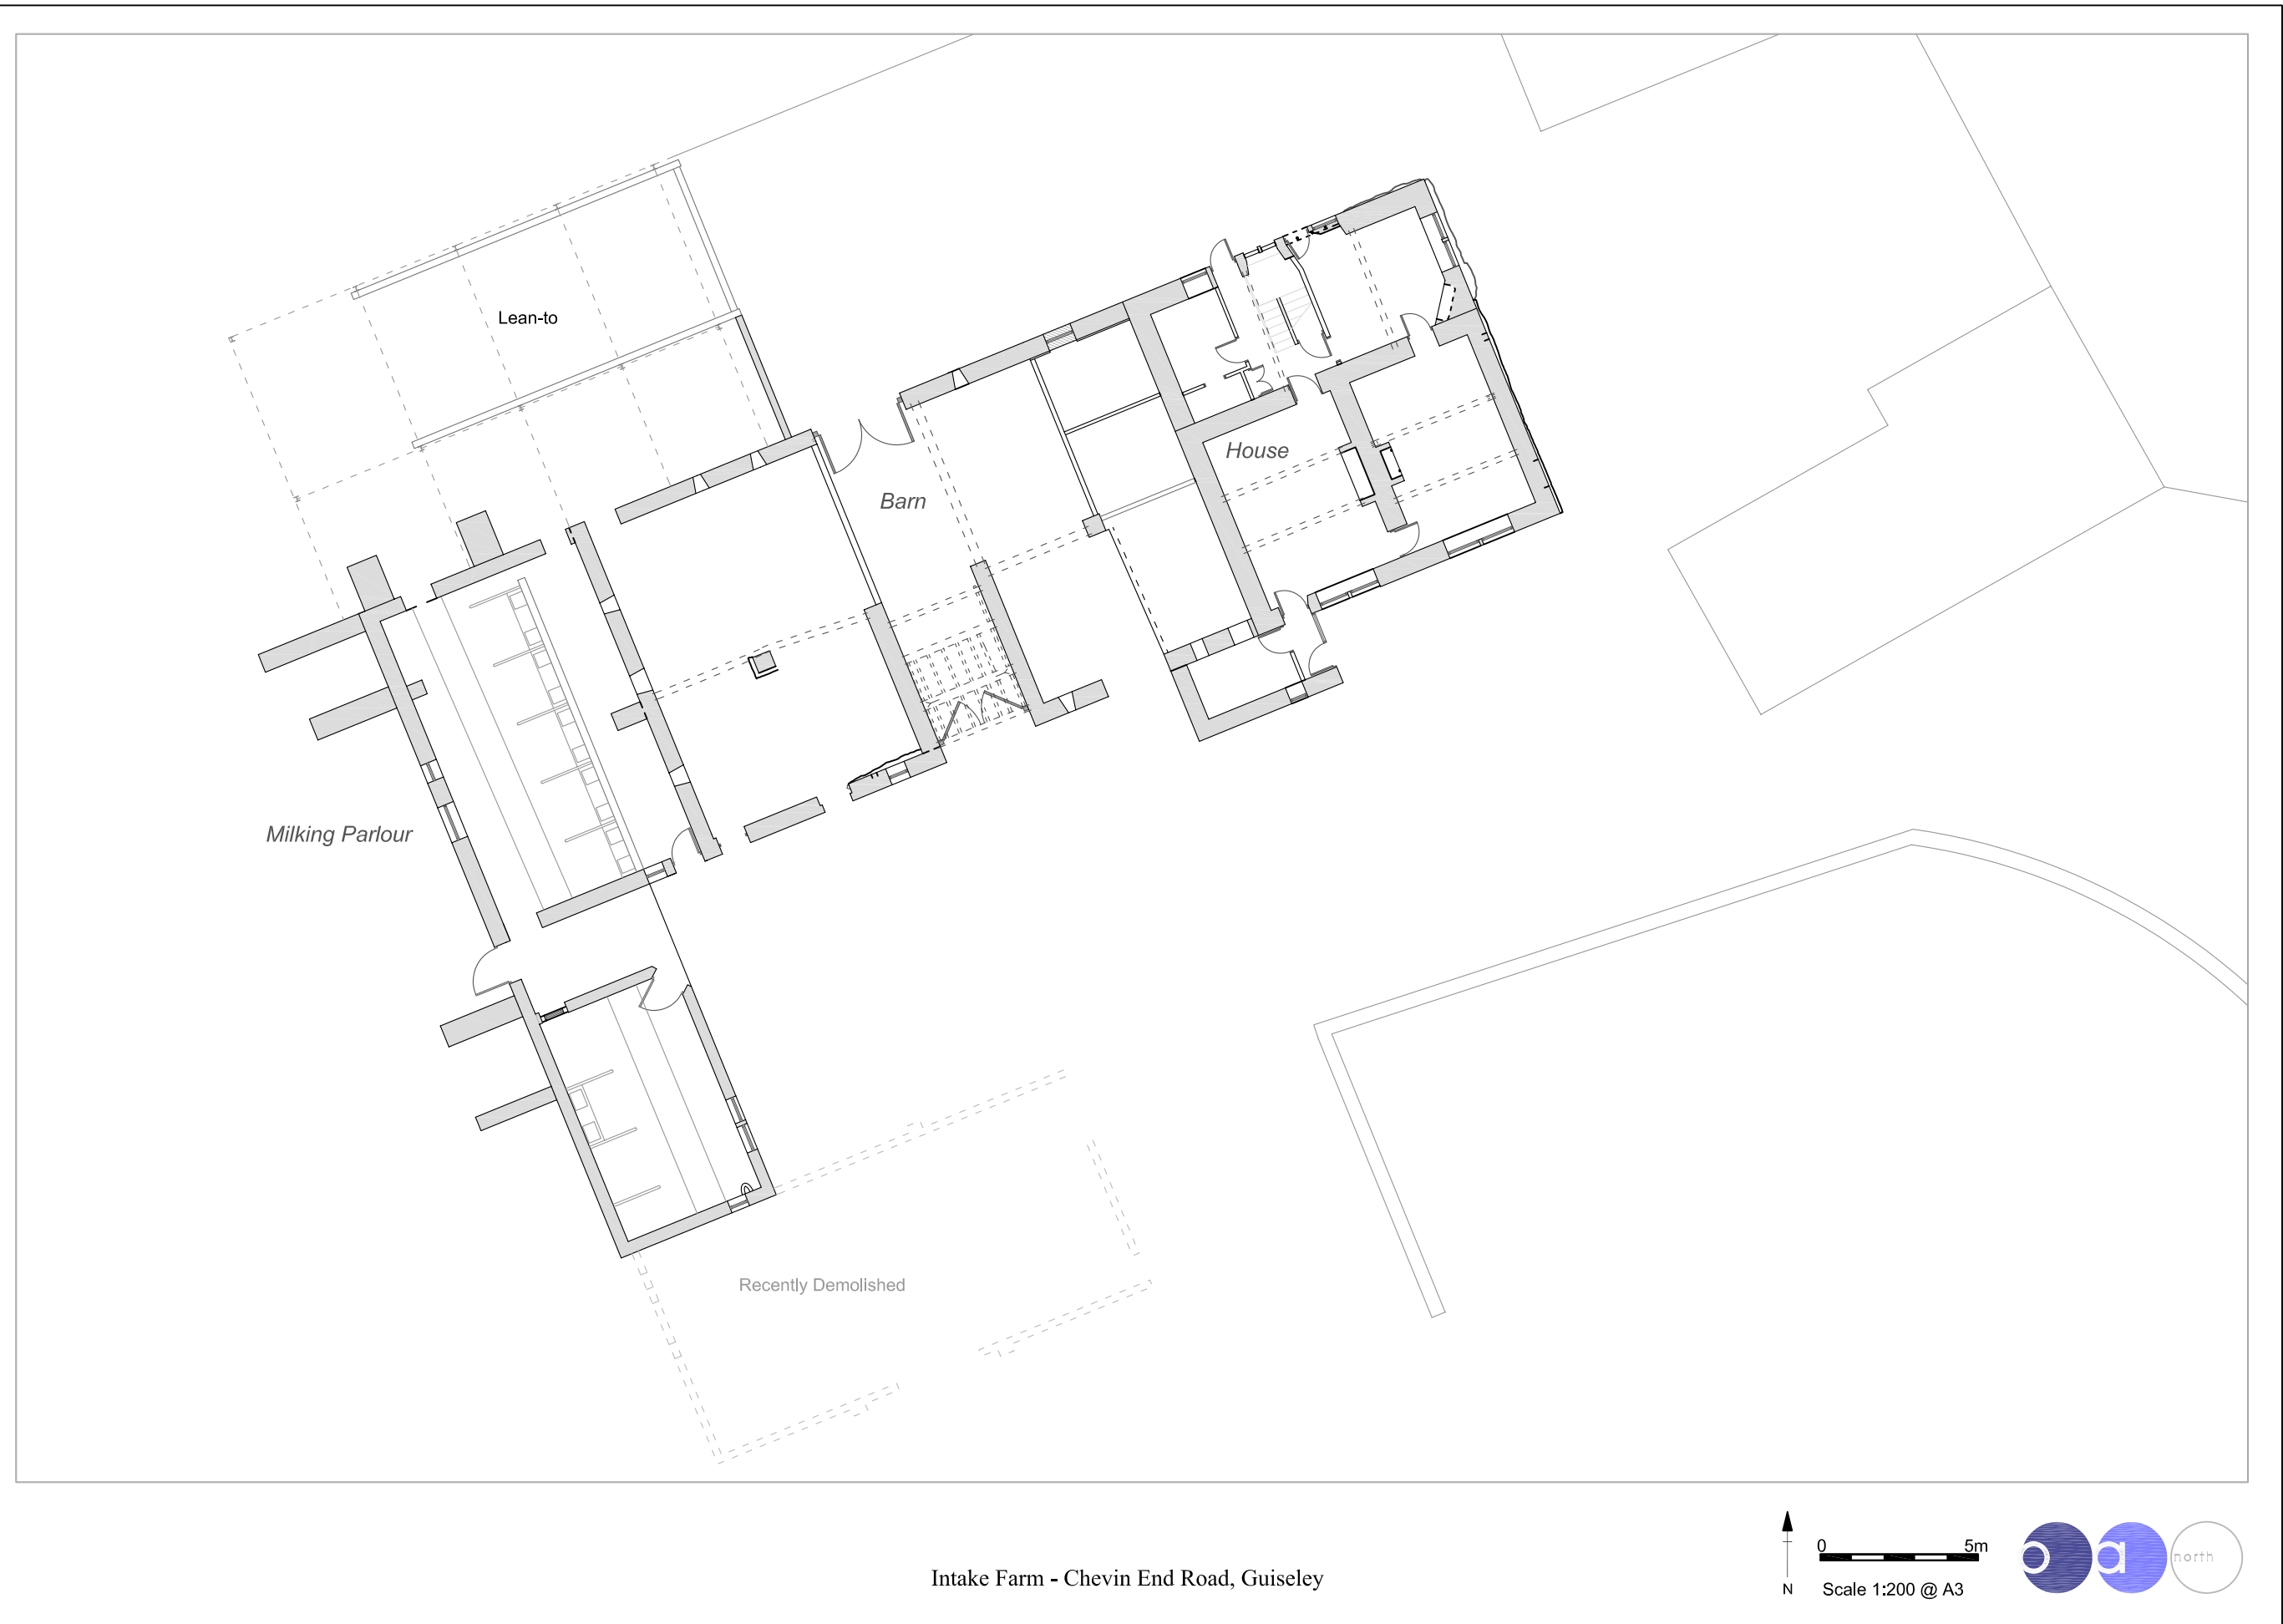 Lean-to
House
Barn
Milking Parlour
Recently Demolished
Intake Farm - Chevin End Road, Guiseley
N
0 5m
Scale 1:200 @ A3
oa north